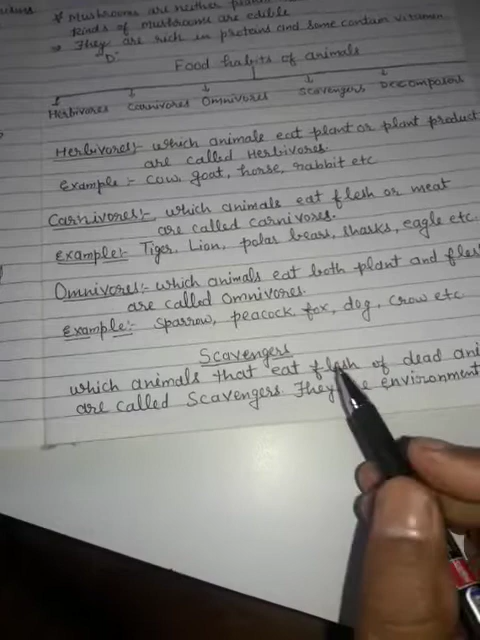 * Mushrooms are neither
kinds of mushrooms are edible
→ They are rich in proteins and some contain vitamin
"D"
Food habits of animals
Herbivores Carnivores Omnivores Scavengers Decomposers
Herbivores:- which animals eat plant or plant product
are called Herbivores.
Example :- cow, goat, horse, rabbit etc
Carnivores:- which animals eat flesh or meat
are called carnivores.
Example:- Tiger, Lion, polar bears, sharks, eagle etc.
Omnivores:- which animals eat both plant and fles
are called omnivores.
Example:- Sparrow, peacock, fox, dog, crow etc
Scavengers
which animals that eat flesh of dead ani
are called Scavengers. They environment